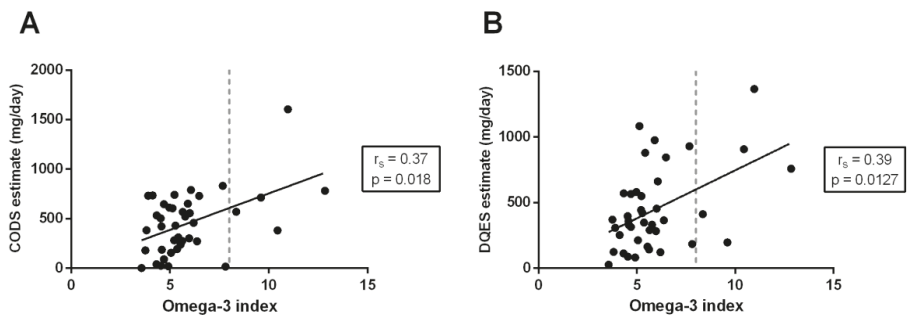 A
CODS estimate (mg/day)
2000
1500
1000
500
0
0
5
10
15
Omega-3 index
rs = 0.37
p = 0.018
B
DQES estimate (mg/day)
1500
1000
500
0
0
5
10
15
Omega-3 index
rs = 0.39
p = 0.0127